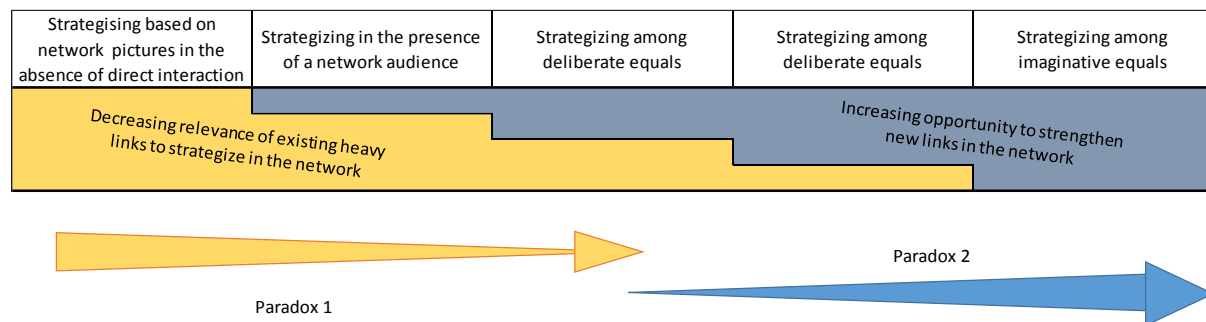 Strategising based on
network pictures in the
absence of direct interaction
Strategizing in the presence
of a network audience
Strategizing among
deliberate equals
Strategizing among
deliberate equals
Strategizing among
imaginative equals
Decreasing relevance of existing heavy
links to strategize in the network
Increasing opportunity to strengthen
new links in the network
Paradox 1
Paradox 2